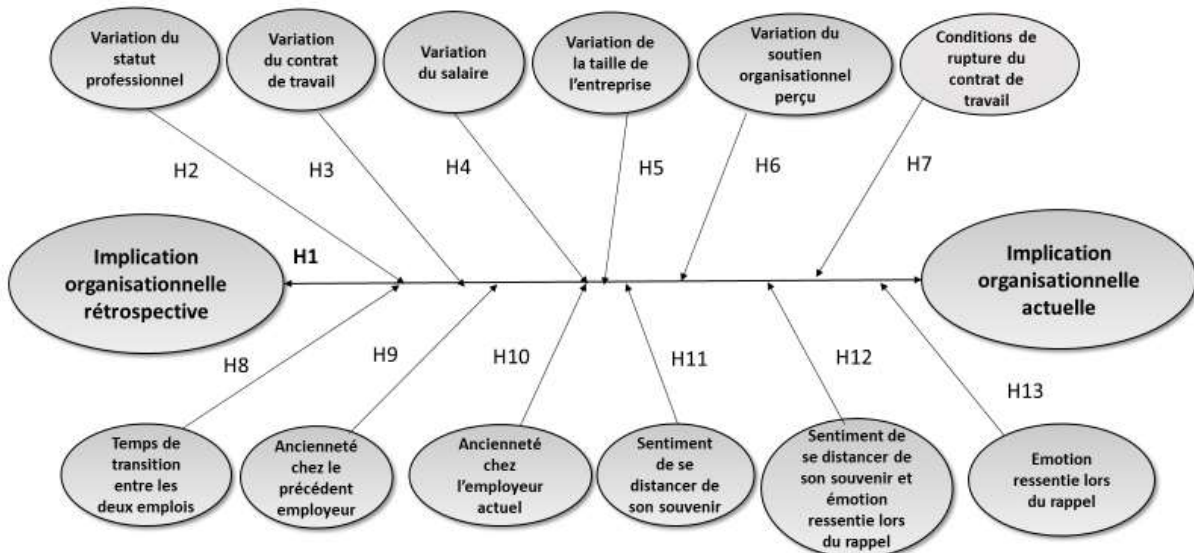 Variation du
statut
professionnel
Variation
du contrat
de travail
Variation
du salaire
Variation de
la taille de
l'entreprise
Variation
du soutien
organisationnel
perçu
Conditions de
rupture du
contrat de
travail
H2
H3
H4
H5
H6
H7
Implication
organisationnelle
rétrospective
H1
Implication
organisationnelle
actuelle
H8
H9
H10
H11
H12
H13
Temps de
transition
entre les
deux emplois
Ancienneté
chez le
précédent
employeur
Ancienneté
chez
l'employeur
actuel
Sentiment
de se
distancer de
son souvenir
Sentiment de
se distancer de
son souvenir et
émotion
ressentie lors
du rappel
Emotion
ressentie lors
du rappel